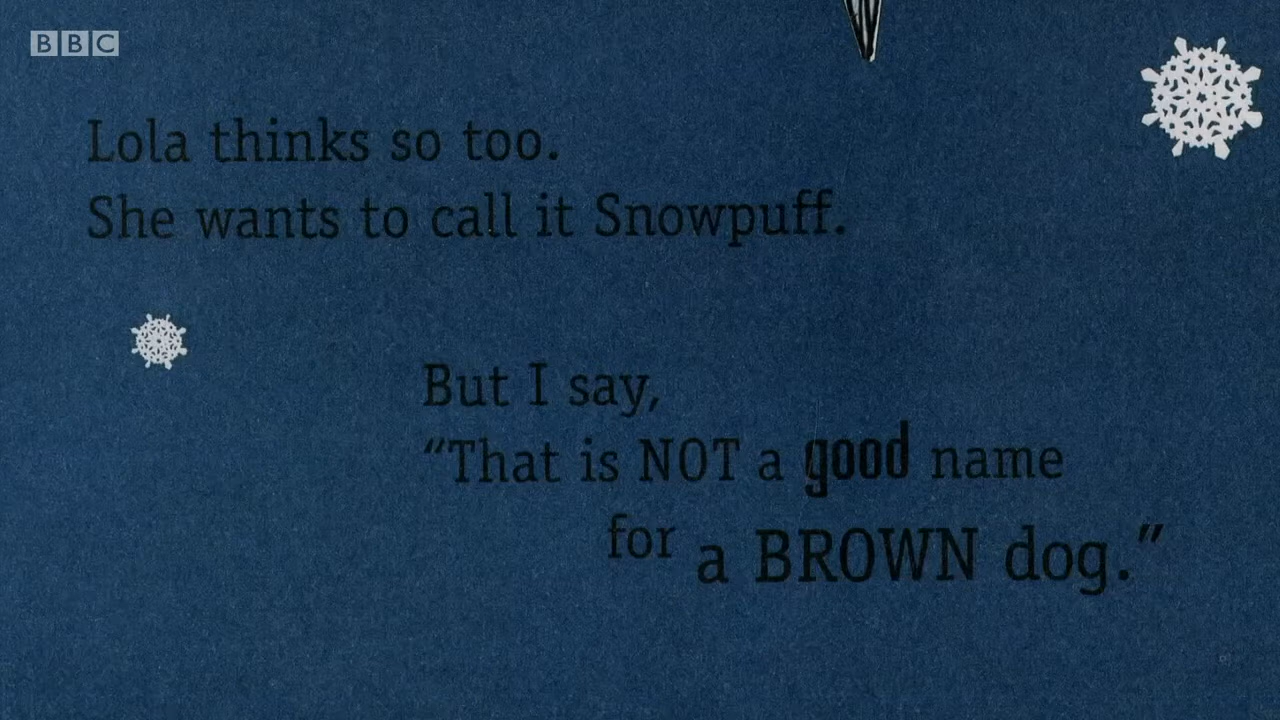 BBC
Lola thinks so too.
She wants to call it Snowpuff.
But I say,
“That is NOT a good name
for a BROWN dog.”